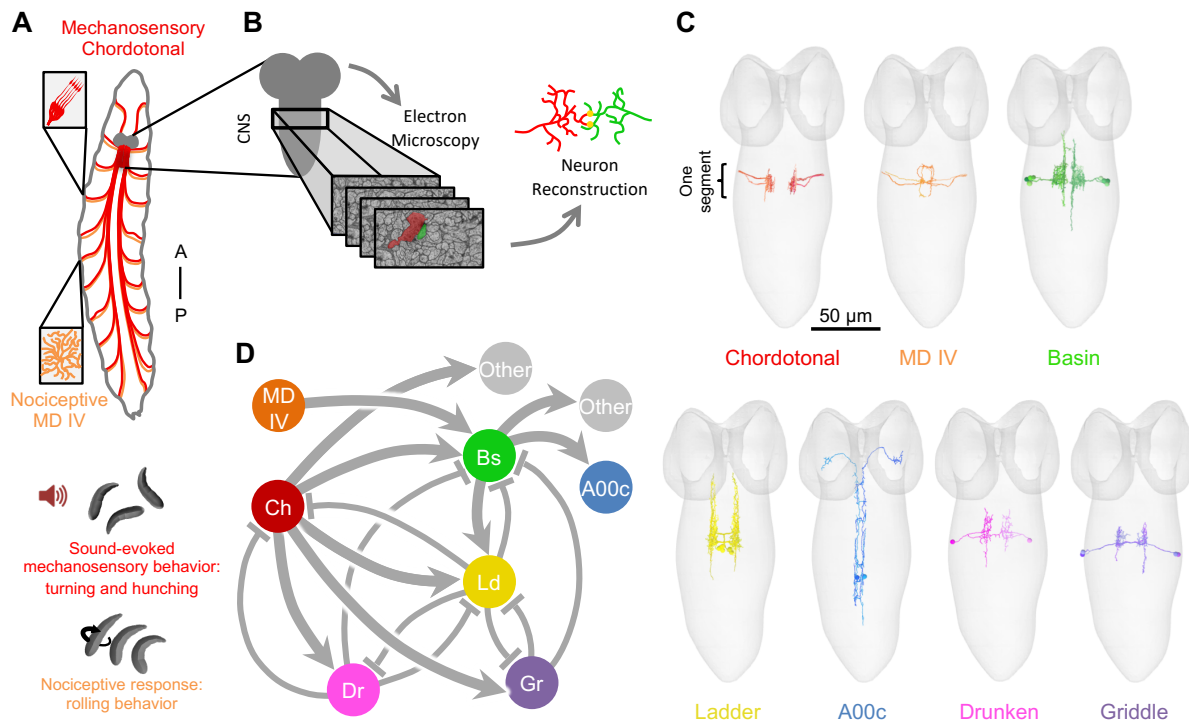 A
Mechanosensory
Chordotonal
A
P
Nociceptive
MD IV
Sound-evoked
mechanosensory behavior:
turning and hunching
Nociceptive response:
rolling behavior
B
CNS
Electron
Microscopy
Neuron
Reconstruction
C
One
segment
50 µm
Chordotonal
MD IV
Basin
Ladder
A00c
Drunken
Griddle
D
Other
MD
IV
Other
Bs
A00c
Ch
Ld
Dr
Gr